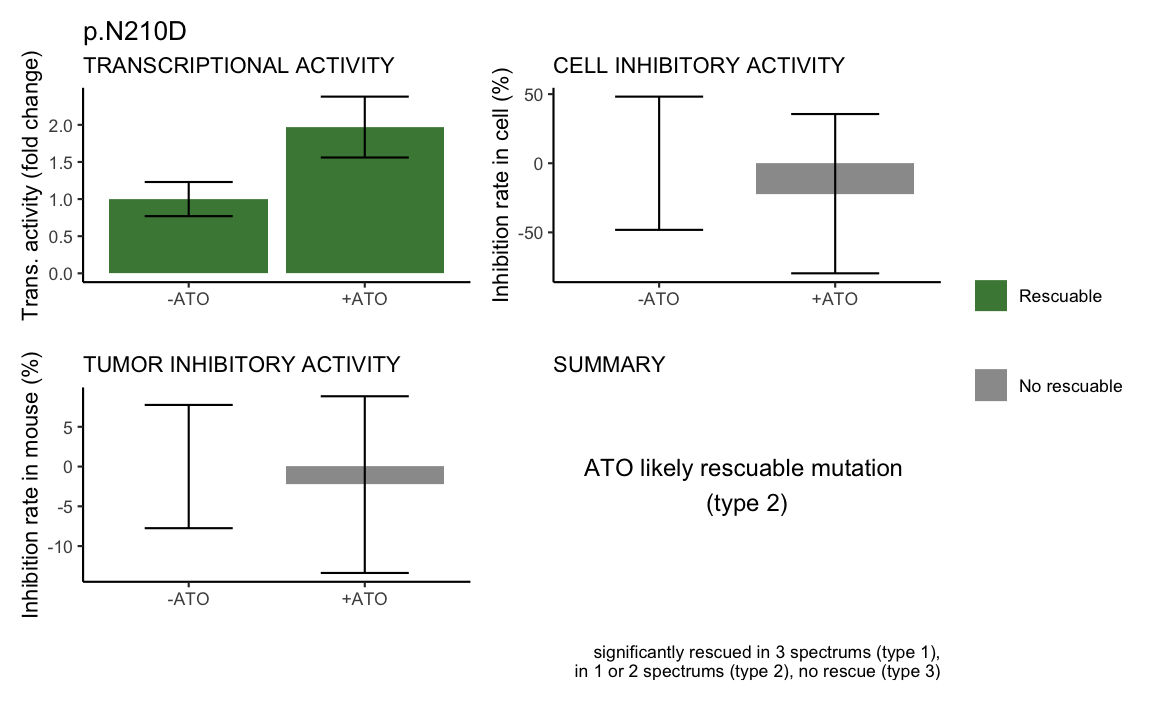 p.N210D
TRANSCRIPTIONAL ACTIVITY
Trans. activity (fold change)
2.0
1.5
1.0
0.5
0.0
-ATO +ATO
CELL INHIBITORY ACTIVITY
Inhibition rate in cell (%)
50
0
-50
-ATO +ATO
Rescuable
No rescuable
TUMOR INHIBITORY ACTIVITY
Inhibition rate in mouse (%)
5
0
-5
-10
-ATO +ATO
SUMMARY
ATO likely rescuable mutation
(type 2)
significantly rescued in 3 spectrums (type 1),
in 1 or 2 spectrums (type 2), no rescue (type 3)